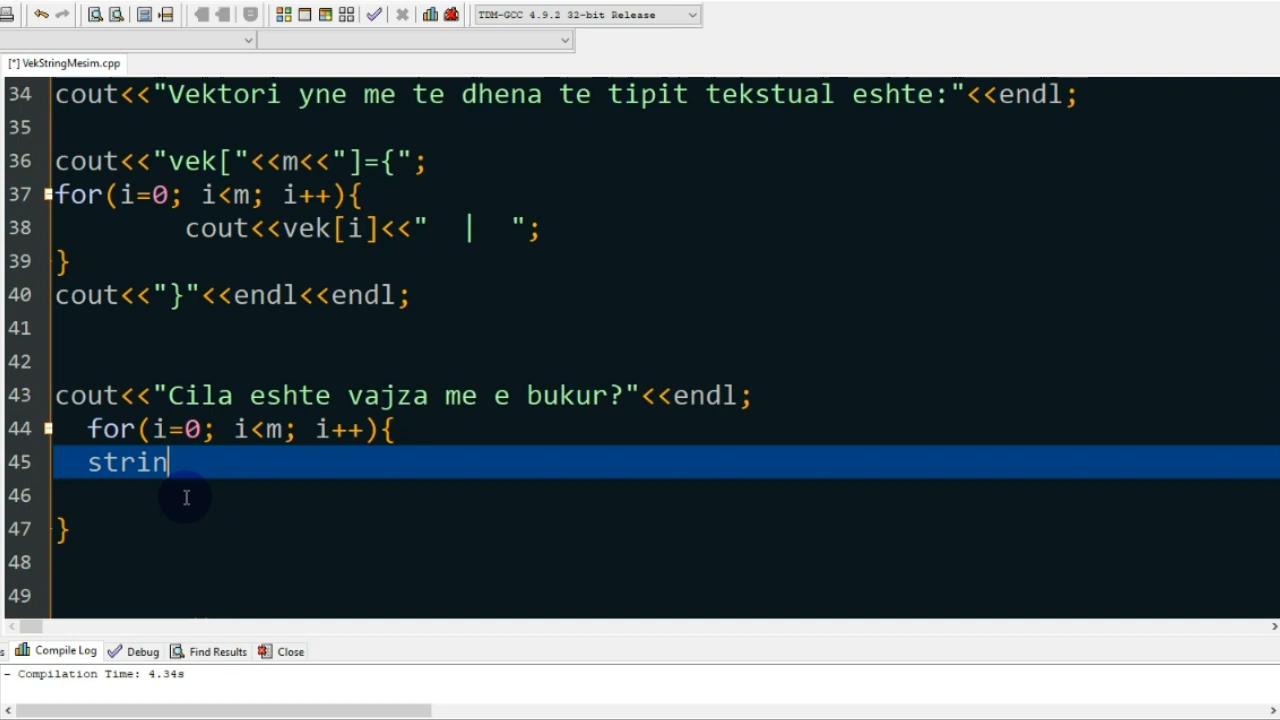 TDM-GCC 4.9.2 32-bit Release
[*] VekStringMesim.cpp
34 cout<<"Vektori yne me te dhena te tipit tekstual eshte:"<<endl;
35
36 cout<<"vek["<<m<<"]={";
37 for(i=0; i<m; i++){
38 cout<<vek[i]<<"  |  ";
39 }
40 cout<<"}"<<endl<<endl;
41
42
43 cout<<"Cila eshte vajza me e bukur?"<<endl;
44 for(i=0; i<m; i++){
45 strin
46
47 }
48
49
s Compile Log Debug Find Results Close
- Compilation Time: 4.34s